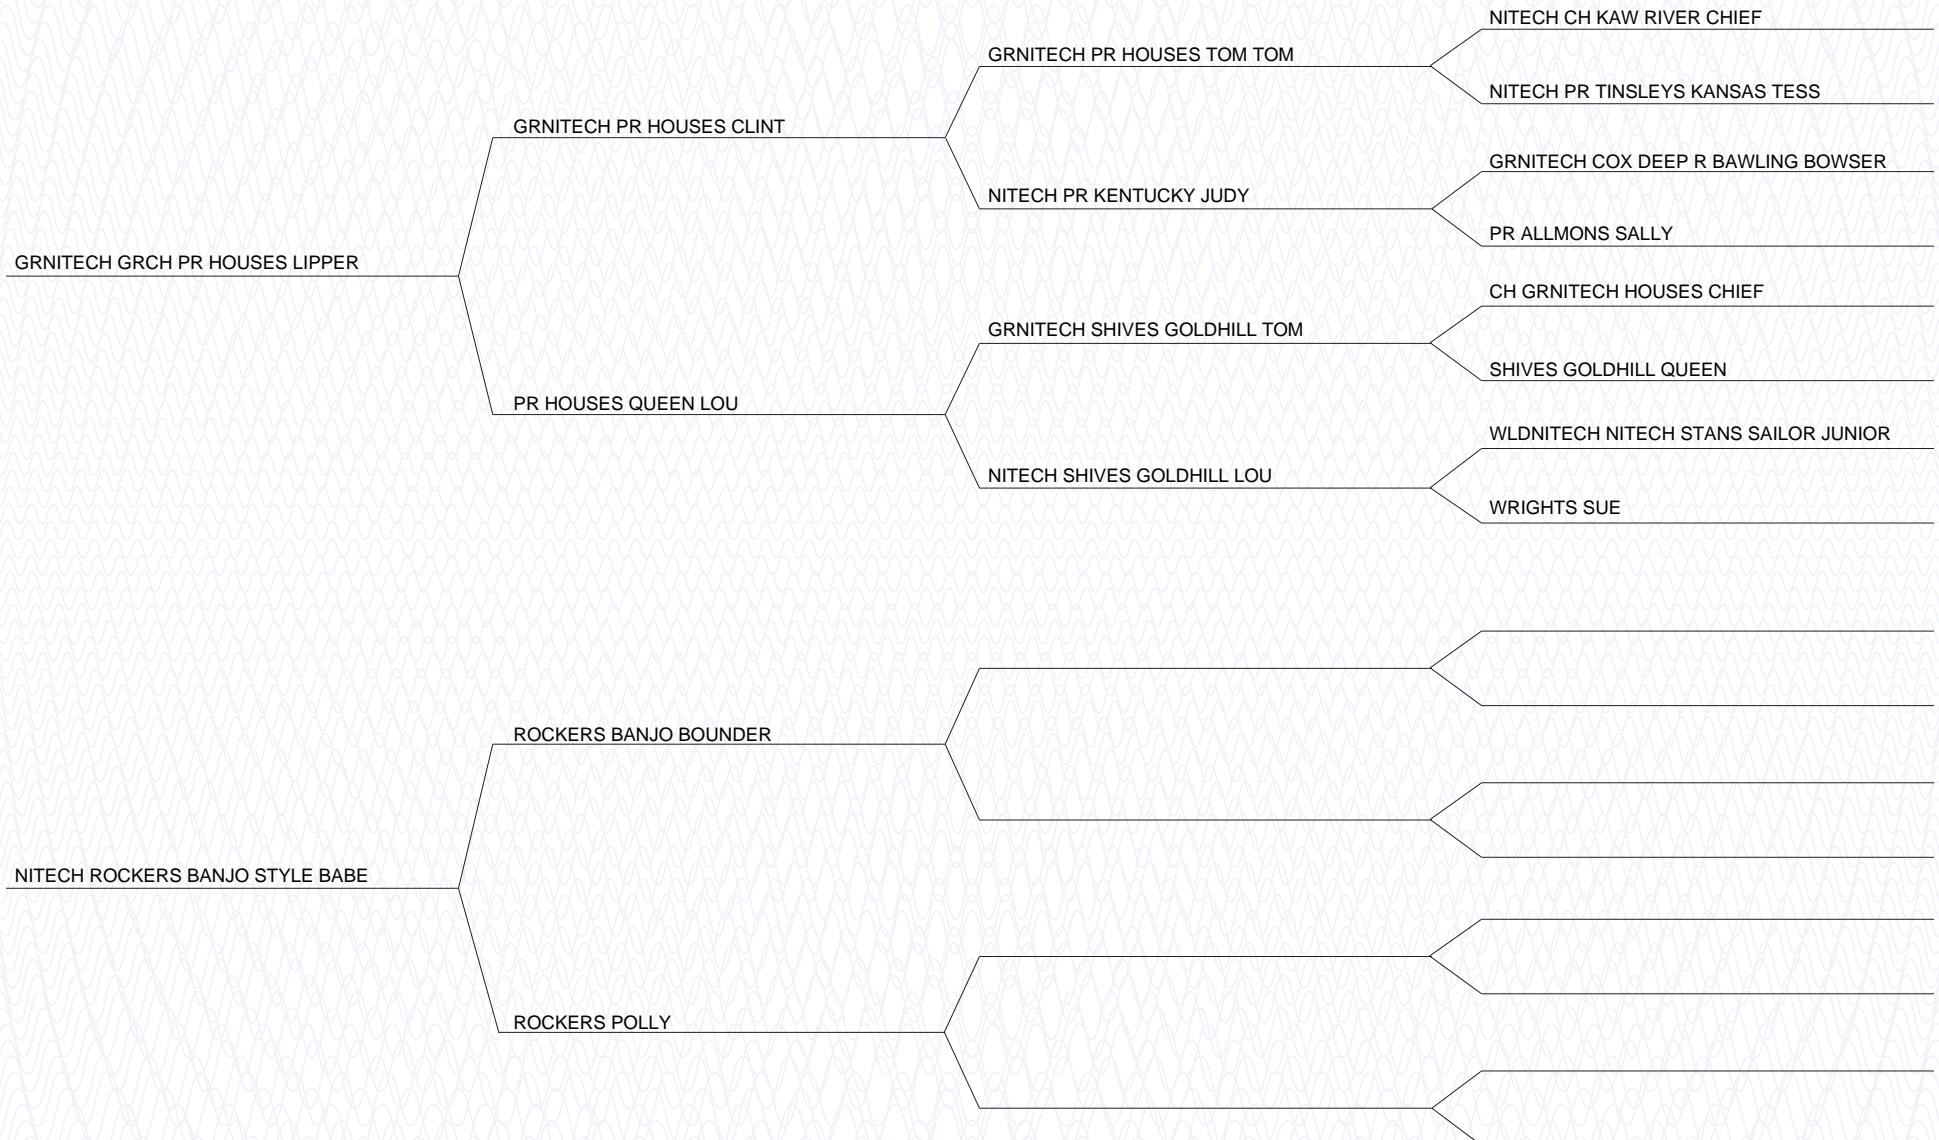 NITECH CH KAW RIVER CHIEF
GRNITECH PR HOUSES TOM TOM
NITECH PR TINSLEYS KANSAS TESS
GRNITECH PR HOUSES CLINT
GRNITECH COX DEEP R BAWLING BOWSER
NITECH PR KENTUCKY JUDY
PR ALLMONS SALLY
GRNITECH GRCH PR HOUSES LIPPER
CH GRNITECH HOUSES CHIEF
GRNITECH SHIVES GOLDHILL TOM
SHIVES GOLDHILL QUEEN
PR HOUSES QUEEN LOU
WLDNITECH NITECH STANS SAILOR JUNIOR
NITECH SHIVES GOLDHILL LOU
WRIGHTS SUE
ROCKERS BANJO BOUNDER
NITECH ROCKERS BANJO STYLE BABE
ROCKERS POLLY